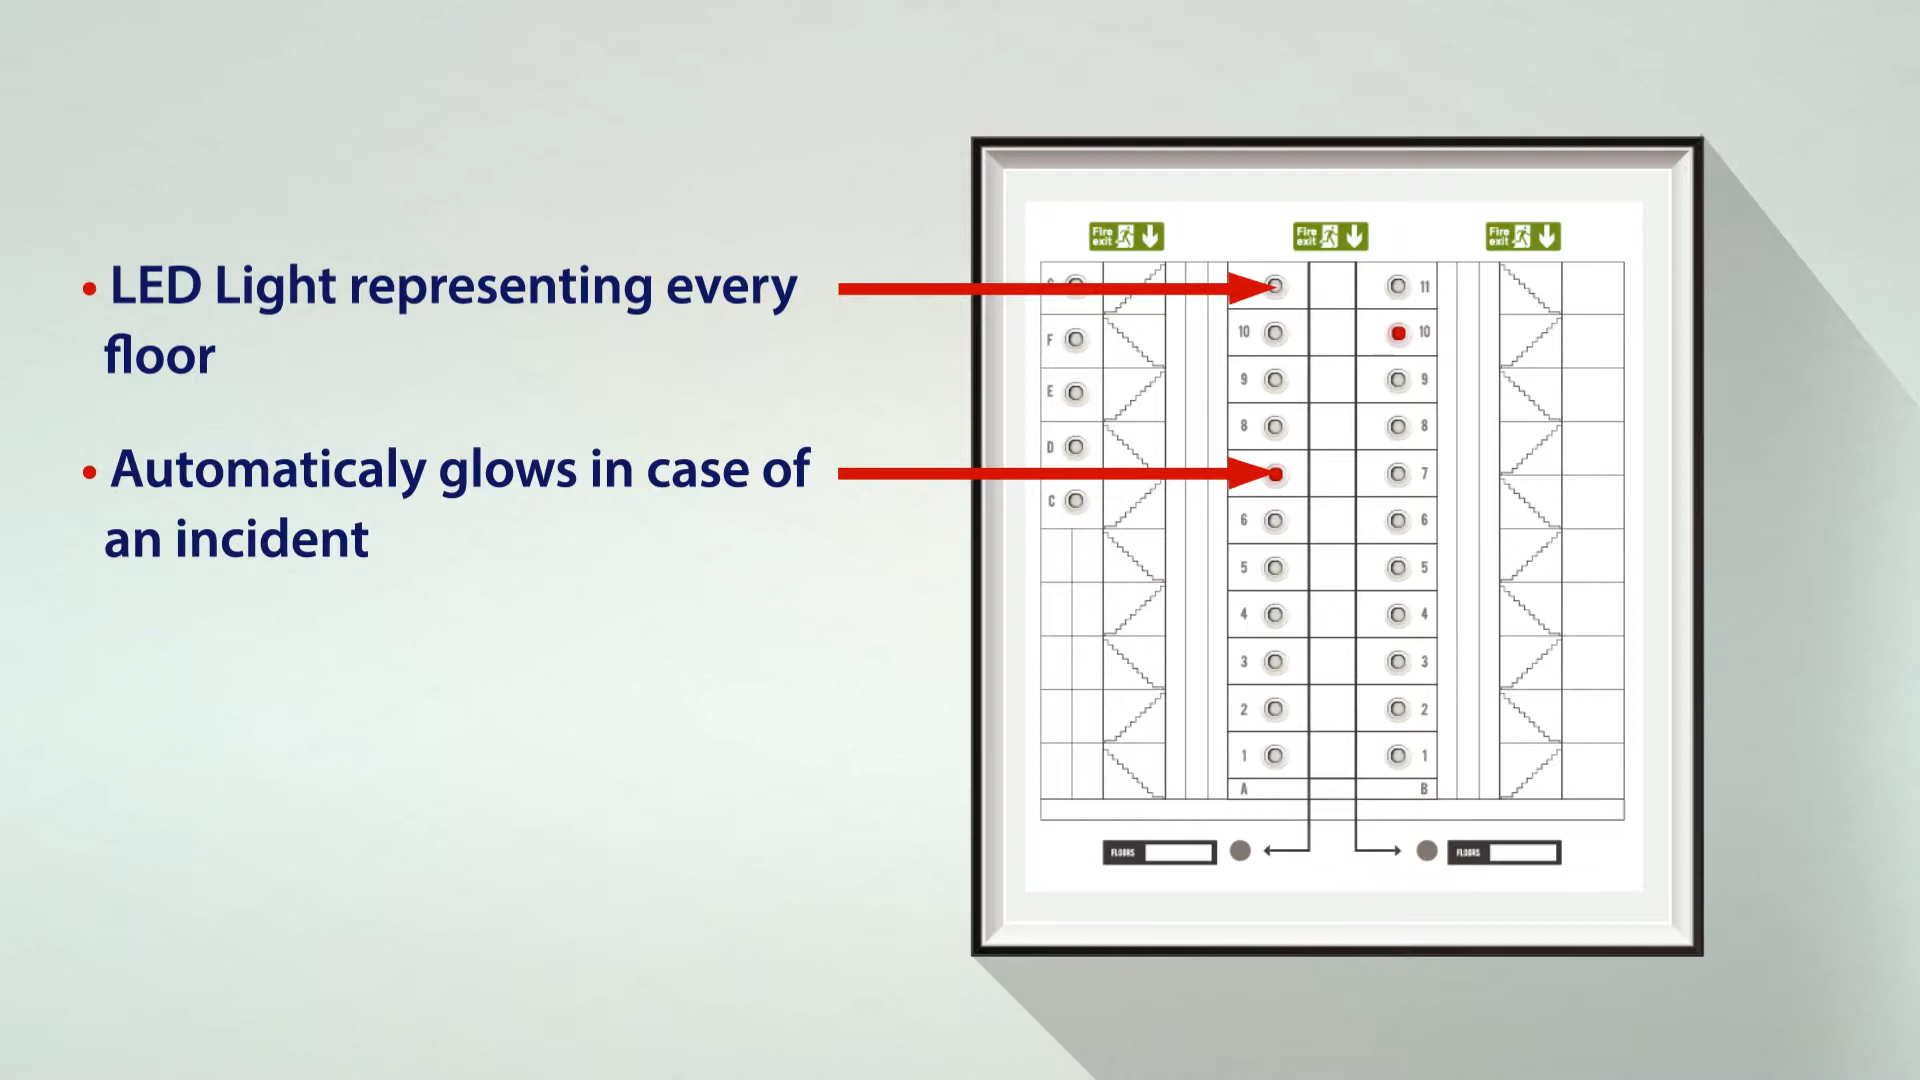 • LED Light representing every
floor
• Automaticaly glows in case of
an incident
Fire exit
Fire exit
Fire exit
11
F 10 10
E 9 9
D 8 8
7
C 6 6
5 5
4 4
3 3
2 2
1 1
A B
FLOORS FLOORS